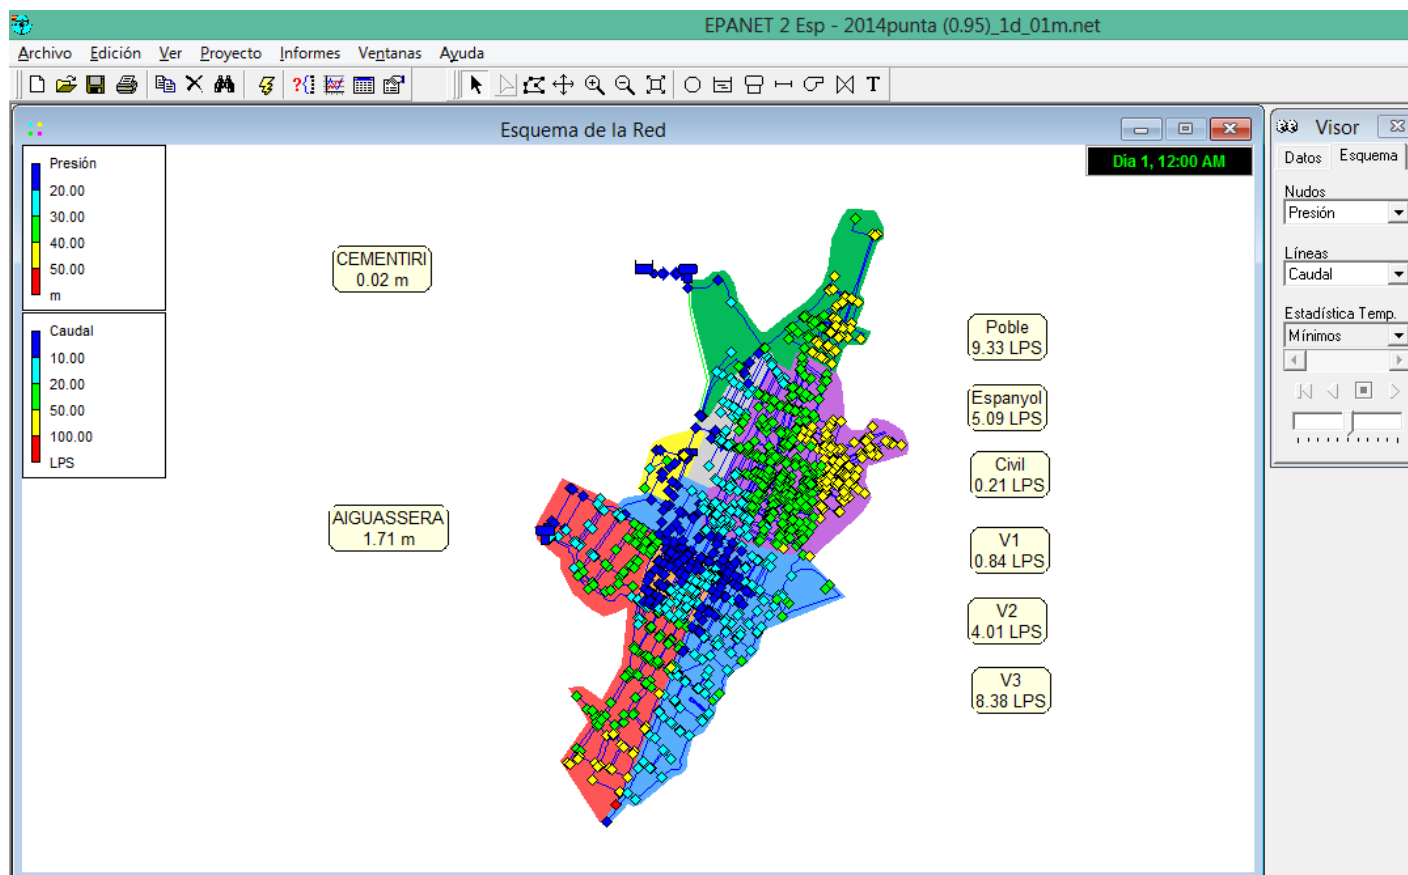 EPANET 2 Esp - 2014punta (0.95)_1d_01m.net
Archivo Edición Ver Proyecto Informes Ventanas Ayuda
T
Esquema de la Red
Visor
Datos Esquema
Nudos
Presión
Líneas
Caudal
Estadística Temp.
Mínimos
Dia 1, 12:00 AM
Presión
20.00
30.00
40.00
50.00
m
Caudal
10.00
20.00
50.00
100.00
LPS
CEMENTIRI
0.02 m
AIGUASSERA
1.71 m
Poble
9.33 LPS
Espanyol
5.09 LPS
Civil
0.21 LPS
V1
0.84 LPS
V2
4.01 LPS
V3
8.38 LPS